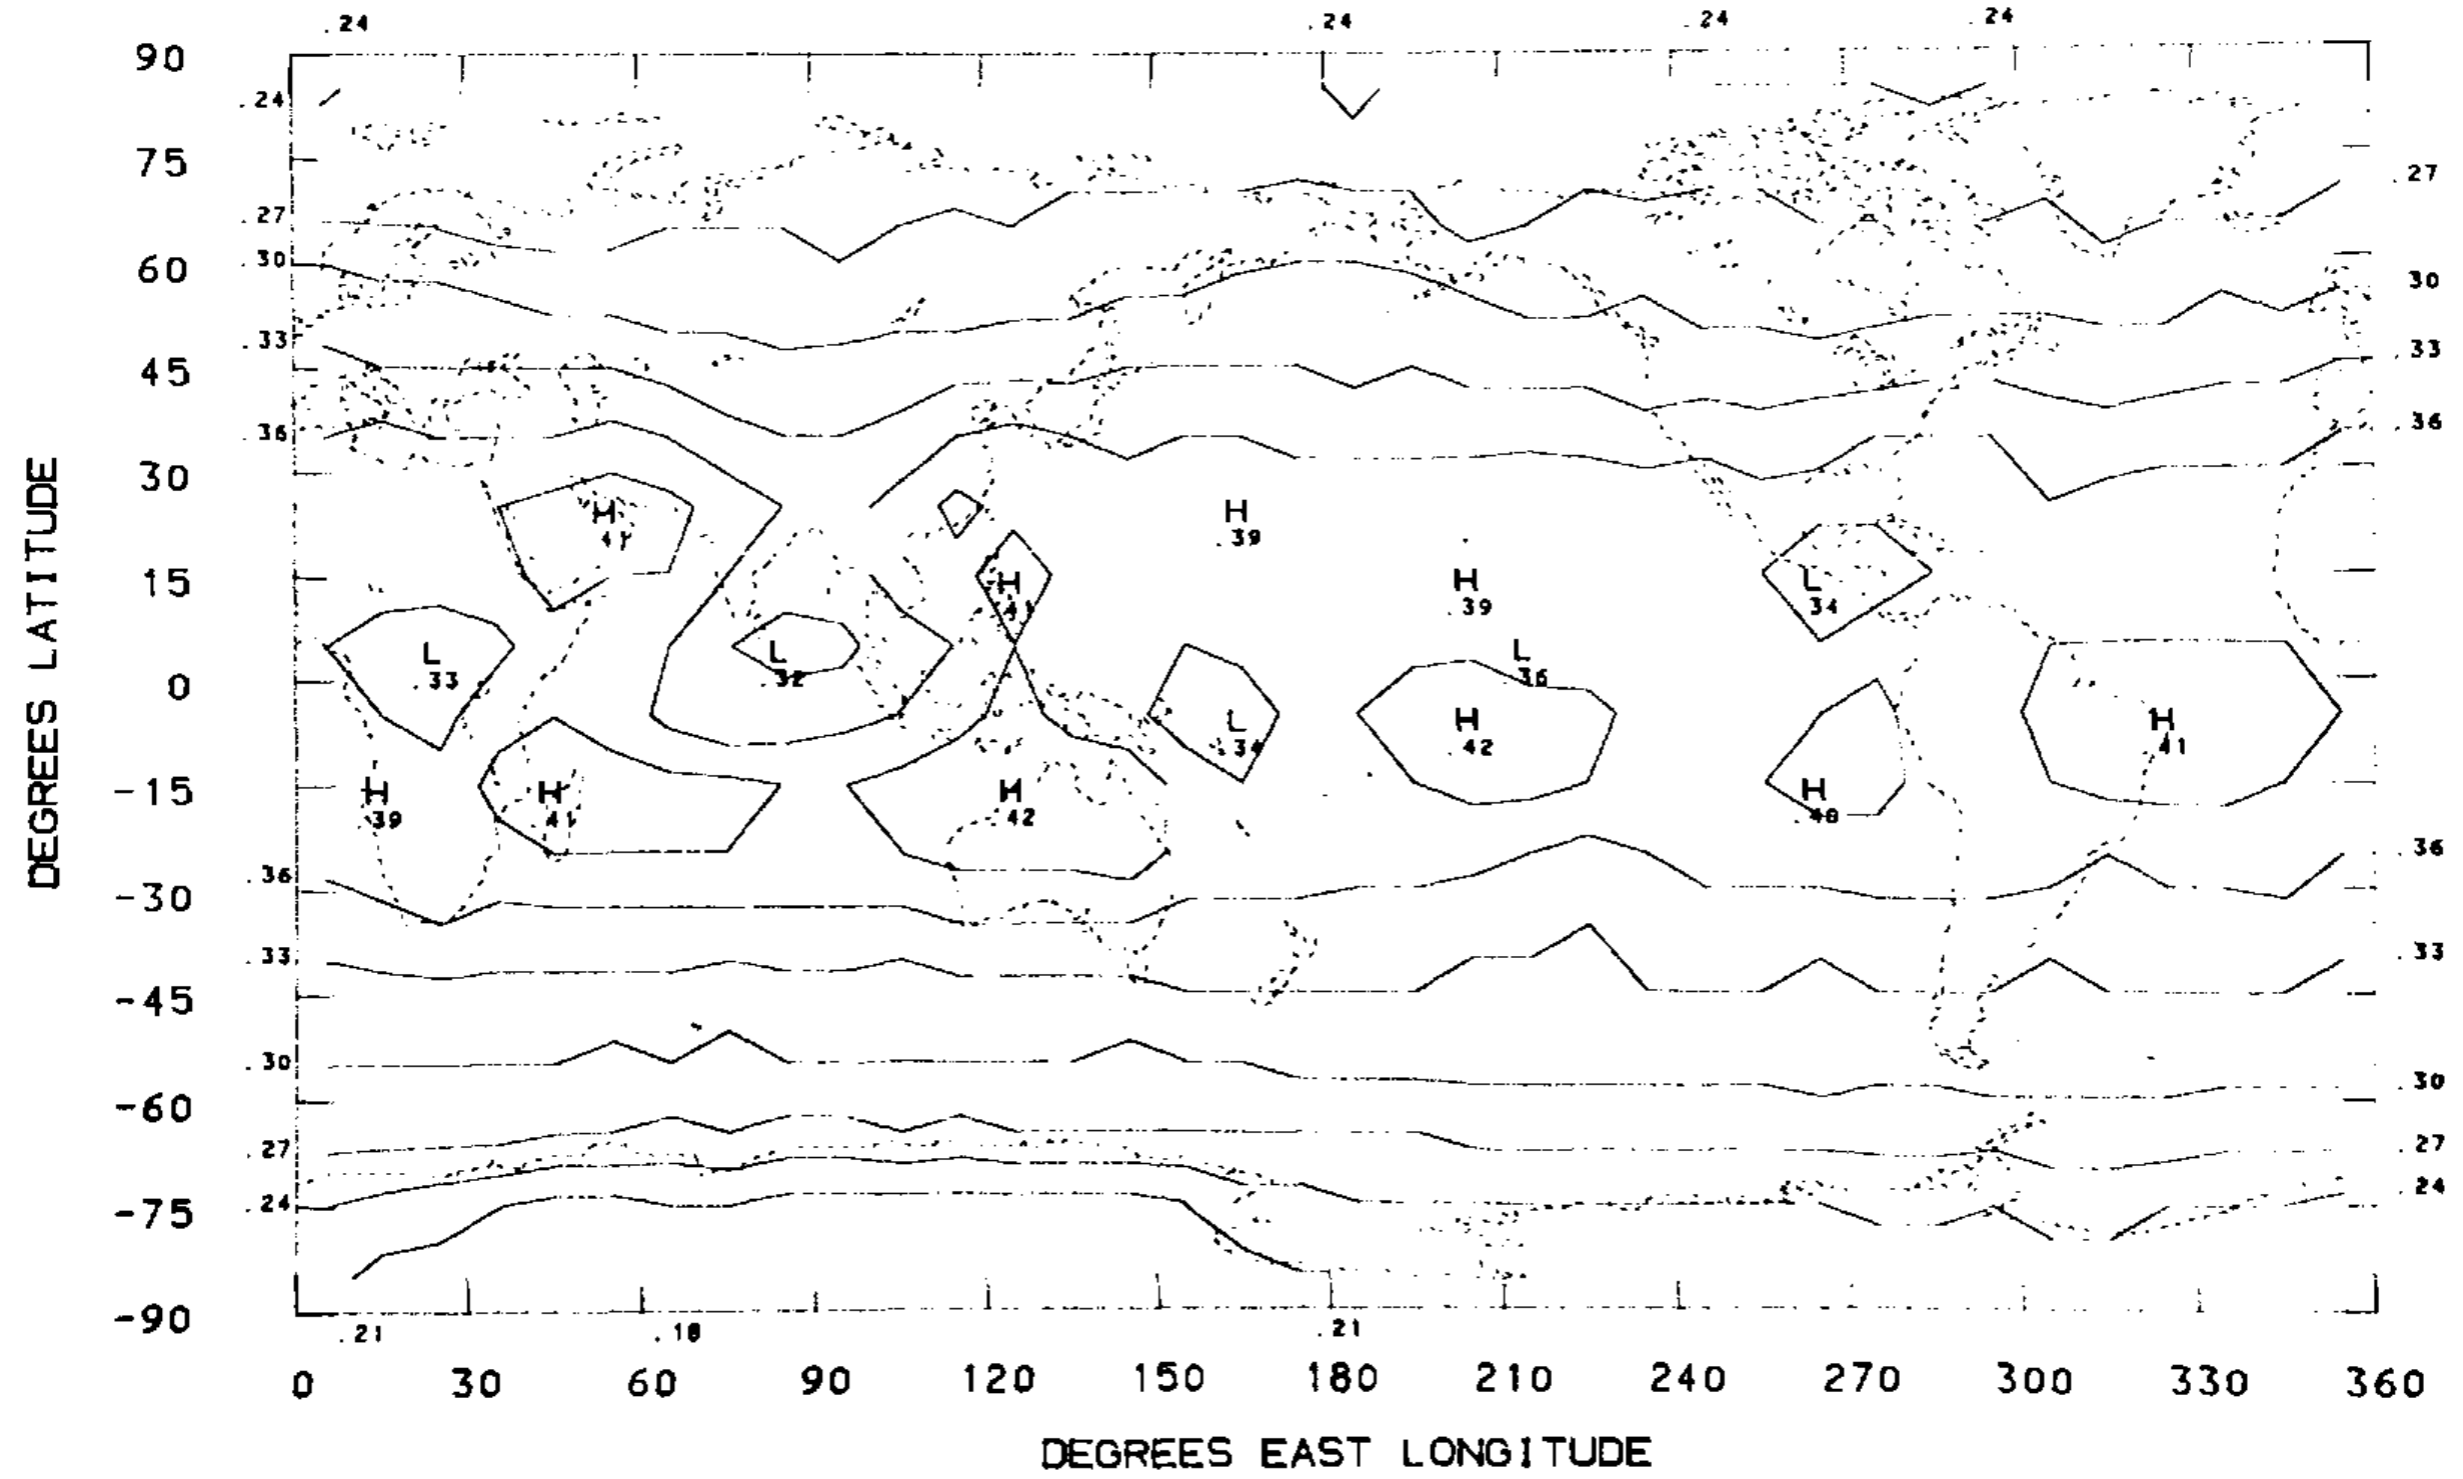 .24 .24 .24 .24
90
.24
75
.27
.27
60 .30
30
.33
.33
45
.36
.36
30
H
.41
H
.39
15
H
.41
H
.39
L
.34
L
.33
L
.32
L
.36
0
L
.34
H
.42
H
.41
-15
H
.39
H
.41
H
.42
H
.40
.36
.36
-30
.33
.33
-45
.30
.30
-60
.27
.27
.24
-75 .24
-90
.21 .18 .21
0 30 60 90 120 150 180 210 240 270 300 330 360
DEGREES EAST LONGITUDE
DEGREES LATITUDE